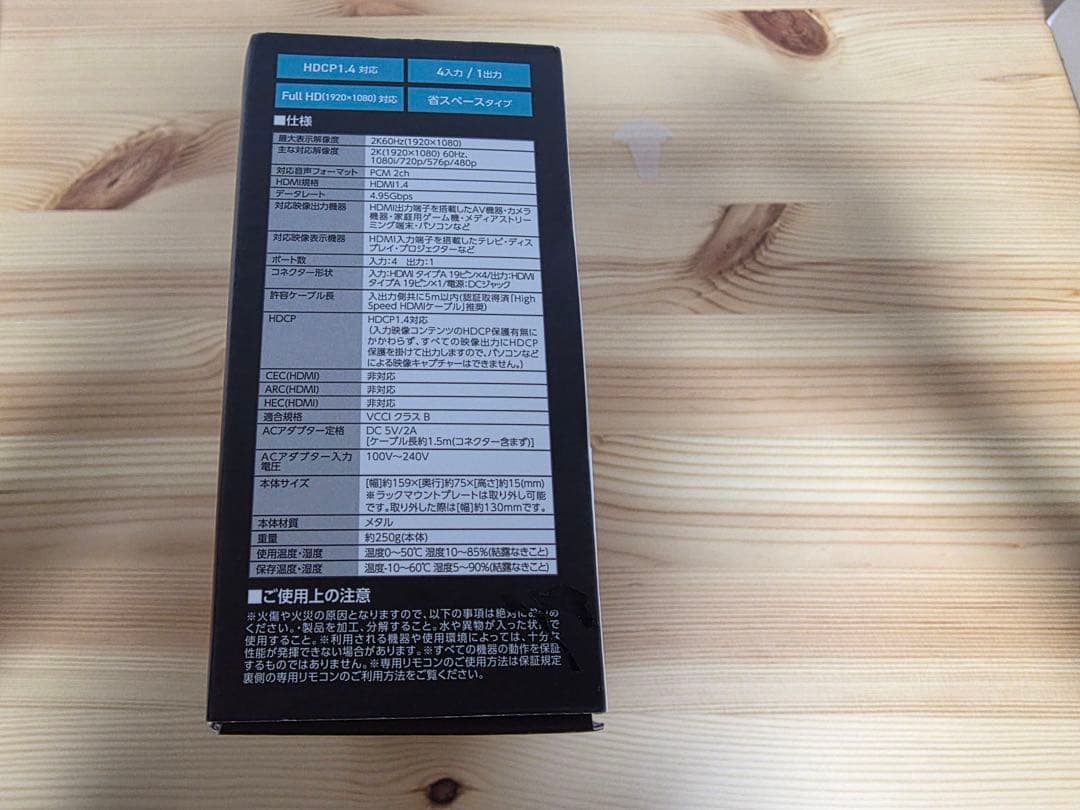 HDCP1.4 対応
4入力 / 1出力
Full HD(1920×1080) 対応
省スペースタイプ
■仕様
最大表示解像度 2K60Hz(1920×1080)
主な対応解像度 2K(1920×1080) 60Hz、
1080i/720p/576p/480p
対応音声フォーマット PCM 2ch
HDMI規格 HDMI1.4
データレート 4.95Gbps
対応映像出力機器 HDMI出力端子を搭載したAV機器・カメラ
機器・家庭用ゲーム機・メディアストリー
ミング端末・パソコンなど
対応映像表示機器 HDMI入力端子を搭載したテレビ・ディス
プレイ・プロジェクターなど
ポート数 入力:4 出力:1
コネクター形状 入力:HDMI タイプA 19ピン×4/出力:HDMI
タイプA 19ピン×1/電源:DCジャック
許容ケーブル長 入出力側共に5m以内(認証取得済「High
Speed HDMIケーブル」推奨)
HDCP HDCP1.4対応
(入力映像コンテンツのHDCP保護有無に
かかわらず、すべての映像出力にHDCP
保護を掛けて出力しますので、パソコンなど
による映像キャプチャーはできません。)
CEC(HDMI) 非対応
ARC(HDMI) 非対応
HEC(HDMI) 非対応
適合規格 VCCI クラス B
ACアダプター定格 DC 5V/2A
[ケーブル長約1.5m(コネクター含まず)]
ACアダプター入力 100V～240V
電圧
本体サイズ [幅]約159×[奥行]約75×[高さ]約15(mm)
※ラックマウントプレートは取り外し可能
です。取り外した際は[幅]約130mmです。
本体材質 メタル
重量 約250g(本体)
使用温度・湿度 温度0～50℃ 湿度10～85%(結露なきこと)
保存温度・湿度 温度-10～60℃ 湿度5～90%(結露なきこと)
■ご使用上の注意
※火傷や火災の原因となりますので、以下の事項は絶対に
ください。・製品を加工、分解すること。水や異物が入った状 で
使用すること。※利用される機器や使用環境によっては、十分
性能が発揮できない場合があります。※すべての機器の動作を保証
するものではありません。※専用リモコンのご使用方法は保証規定
裏側の専用リモコンのご利用方法をご覧ください。